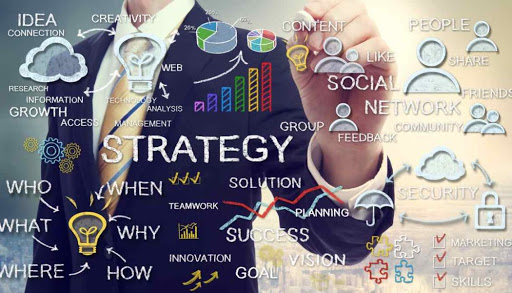 IDEA
CREATIVITY
CONNECTION
20%
CONTENT
PEOPLE
LIKE
SHARE
WEB
RESEARCH
INFORMATION
TECHNOLOGY
ANALYSIS
SOCIAL
FRIENDS
NETWORK
GROWTH
ACCESS
MANAGEMENT
GROUP
FEEDBACK
COMMUNITY
STRATEGY
WHO
WHEN
SOLUTION
SECURITY
TEAMWORK
PLANNING
WHAT
WHY
SUCCESS
MARKETING
INNOVATION
VISION
TARGET
WHERE
HOW
GOAL
SKILLS